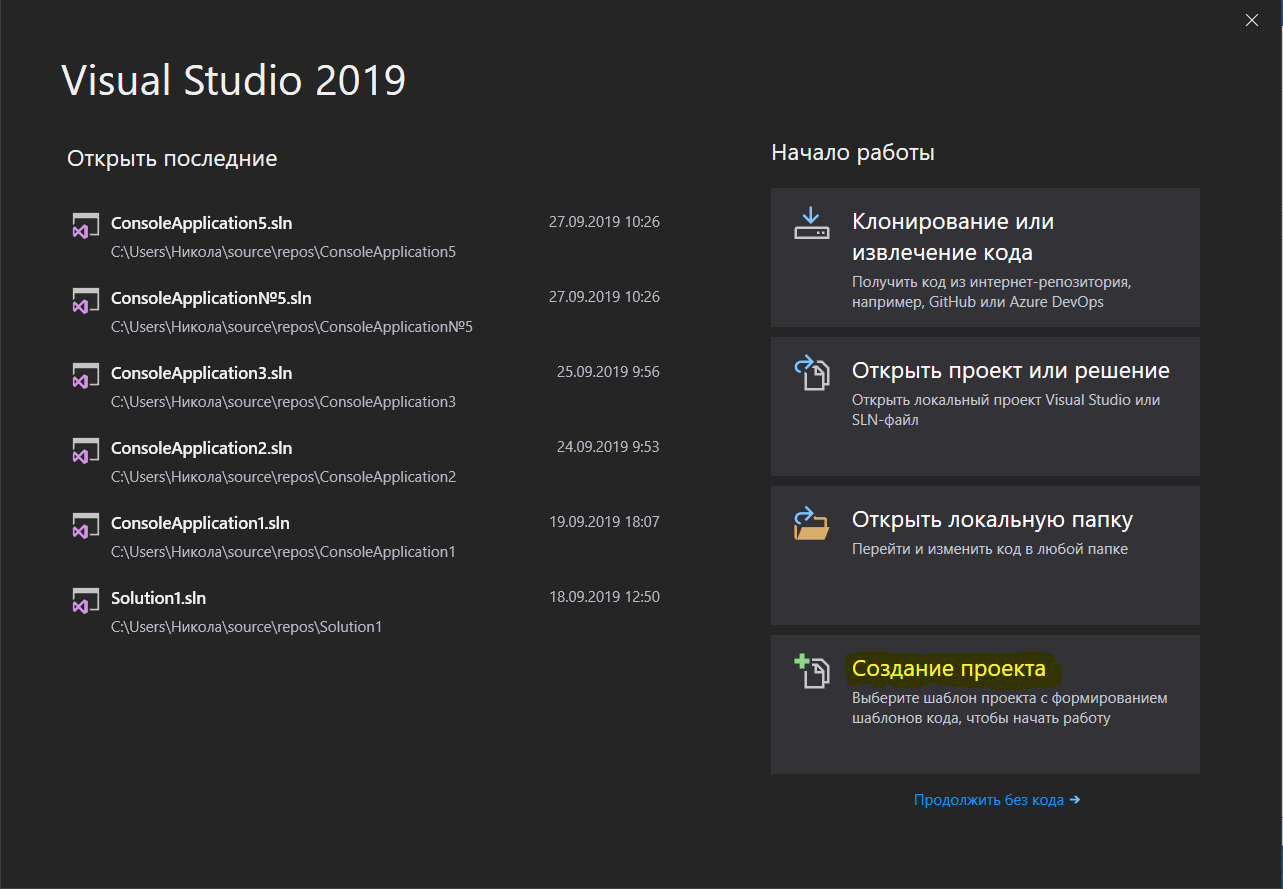 Visual Studio 2019
Открыть последние
ConsoleApplication5.sln 27.09.2019 10:26
C:\Users\Никола\source\repos\ConsoleApplication5
ConsoleApplication№5.sln 27.09.2019 10:26
C:\Users\Никола\source\repos\ConsoleApplication№5
ConsoleApplication3.sln 25.09.2019 9:56
C:\Users\Никола\source\repos\ConsoleApplication3
ConsoleApplication2.sln 24.09.2019 9:53
C:\Users\Никола\source\repos\ConsoleApplication2
ConsoleApplication1.sln 19.09.2019 18:07
C:\Users\Никола\source\repos\ConsoleApplication1
Solution1.sln 18.09.2019 12:50
C:\Users\Никола\source\repos\Solution1
Начало работы
Клонирование или
извлечение кода
Получить код из интернет-репозитория,
например, GitHub или Azure DevOps
Открыть проект или решение
Открыть локальный проект Visual Studio или
SLN-файл
Открыть локальную папку
Перейти и изменить код в любой папке
Создание проекта
Выберите шаблон проекта с формированием
шаблонов кода, чтобы начать работу
Продолжить без кода →